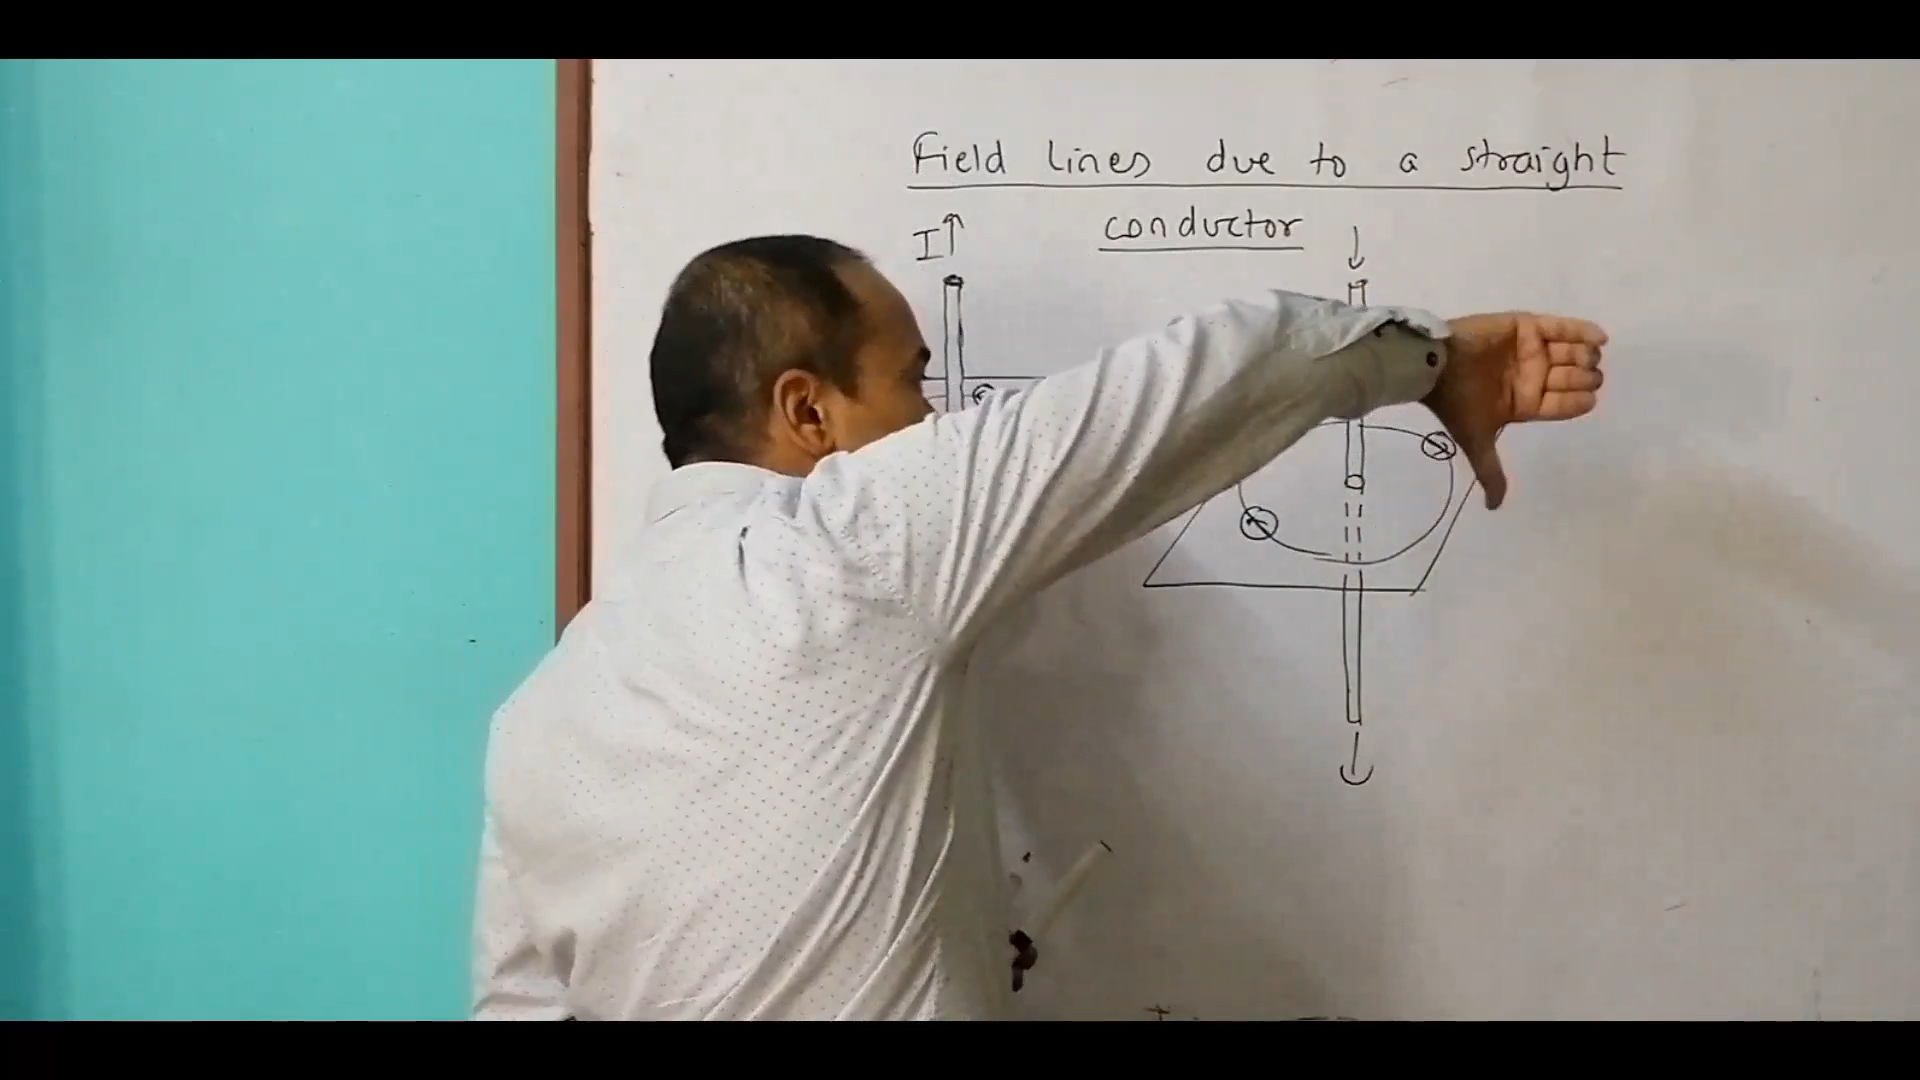 Field lines due to a straight
conductor
I